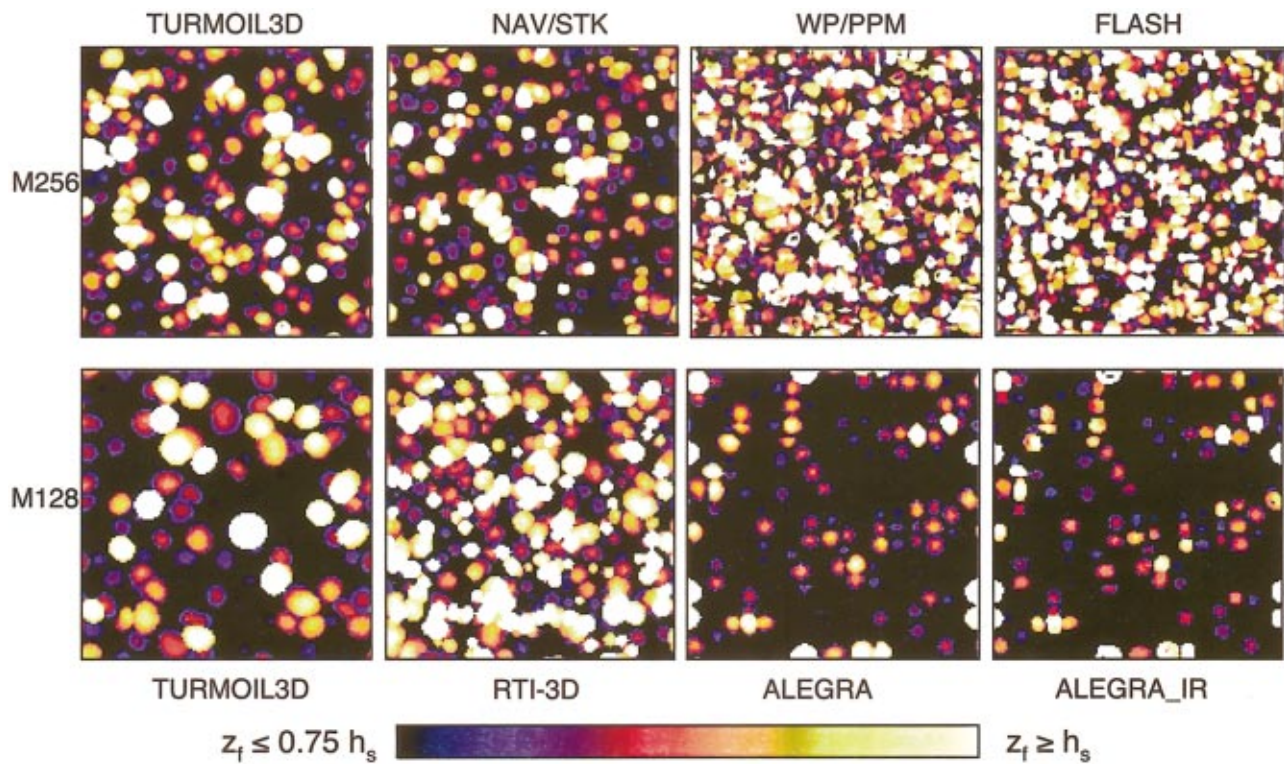 TURMOIL3D NAV/STK WP/PPM FLASH
M256
M128
TURMOIL3D RTI-3D ALEGRA ALEGRA_IR
z_f ≤ 0.75 h_s z_f ≥ h_s